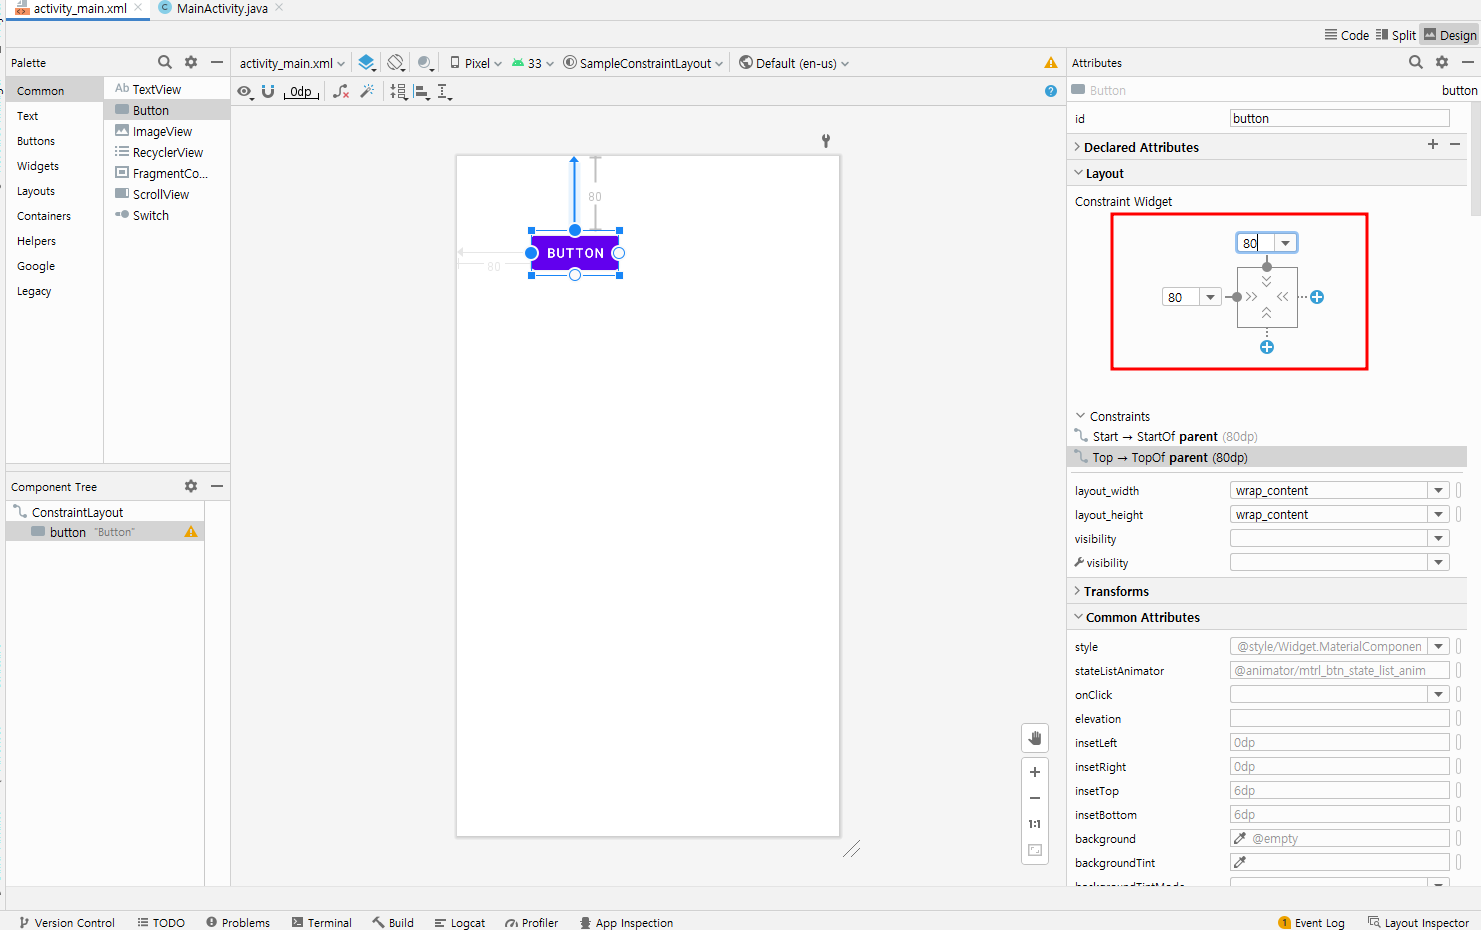 activity_main.xml
MainActivity.java
Code
Split
Design
Palette
activity_main.xml
Pixel
33
SampleConstraintLayout
Default (en-us)
Attributes
Common
Text
Buttons
Widgets
Layouts
Containers
Helpers
Google
Legacy
Ab TextView
Button
ImageView
RecyclerView
FragmentCo...
ScrollView
Switch
0dp
80
BUTTON
80
Button
button
id
button
Declared Attributes
Layout
Constraint Widget
80
80
Constraints
Start → StartOf parent (80dp)
Top → TopOf parent (80dp)
layout_width
wrap_content
layout_height
wrap_content
visibility
visibility
Transforms
Common Attributes
style
@style/Widget.MaterialComponen
stateListAnimator
@animator/mtrl_btn_state_list_anim
onClick
elevation
insetLeft
0dp
insetRight
0dp
insetTop
6dp
insetBottom
6dp
background
@empty
backgroundTint
backgroundTintMode
Component Tree
ConstraintLayout
button "Button"
1:1
Version Control
TODO
Problems
Terminal
Build
Logcat
Profiler
App Inspection
1 Event Log
Layout Inspector